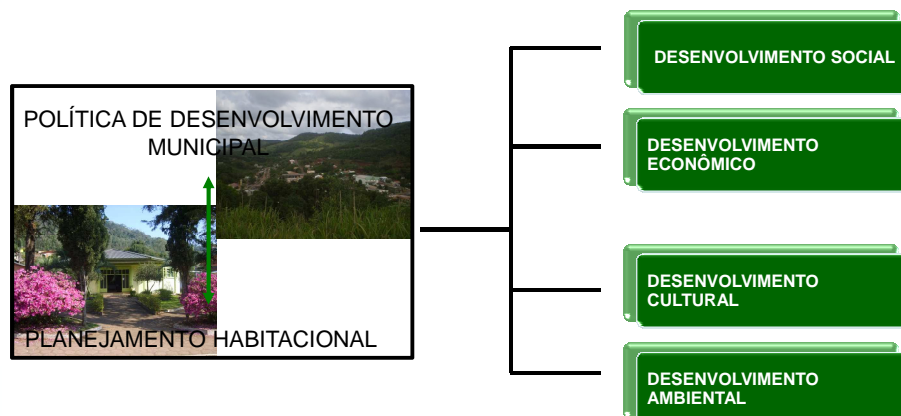 POLÍTICA DE DESENVOLVIMENTO
MUNICIPAL
PLANEJAMENTO HABITACIONAL
DESENVOLVIMENTO SOCIAL
DESENVOLVIMENTO
ECONÔMICO
DESENVOLVIMENTO
CULTURAL
DESENVOLVIMENTO
AMBIENTAL